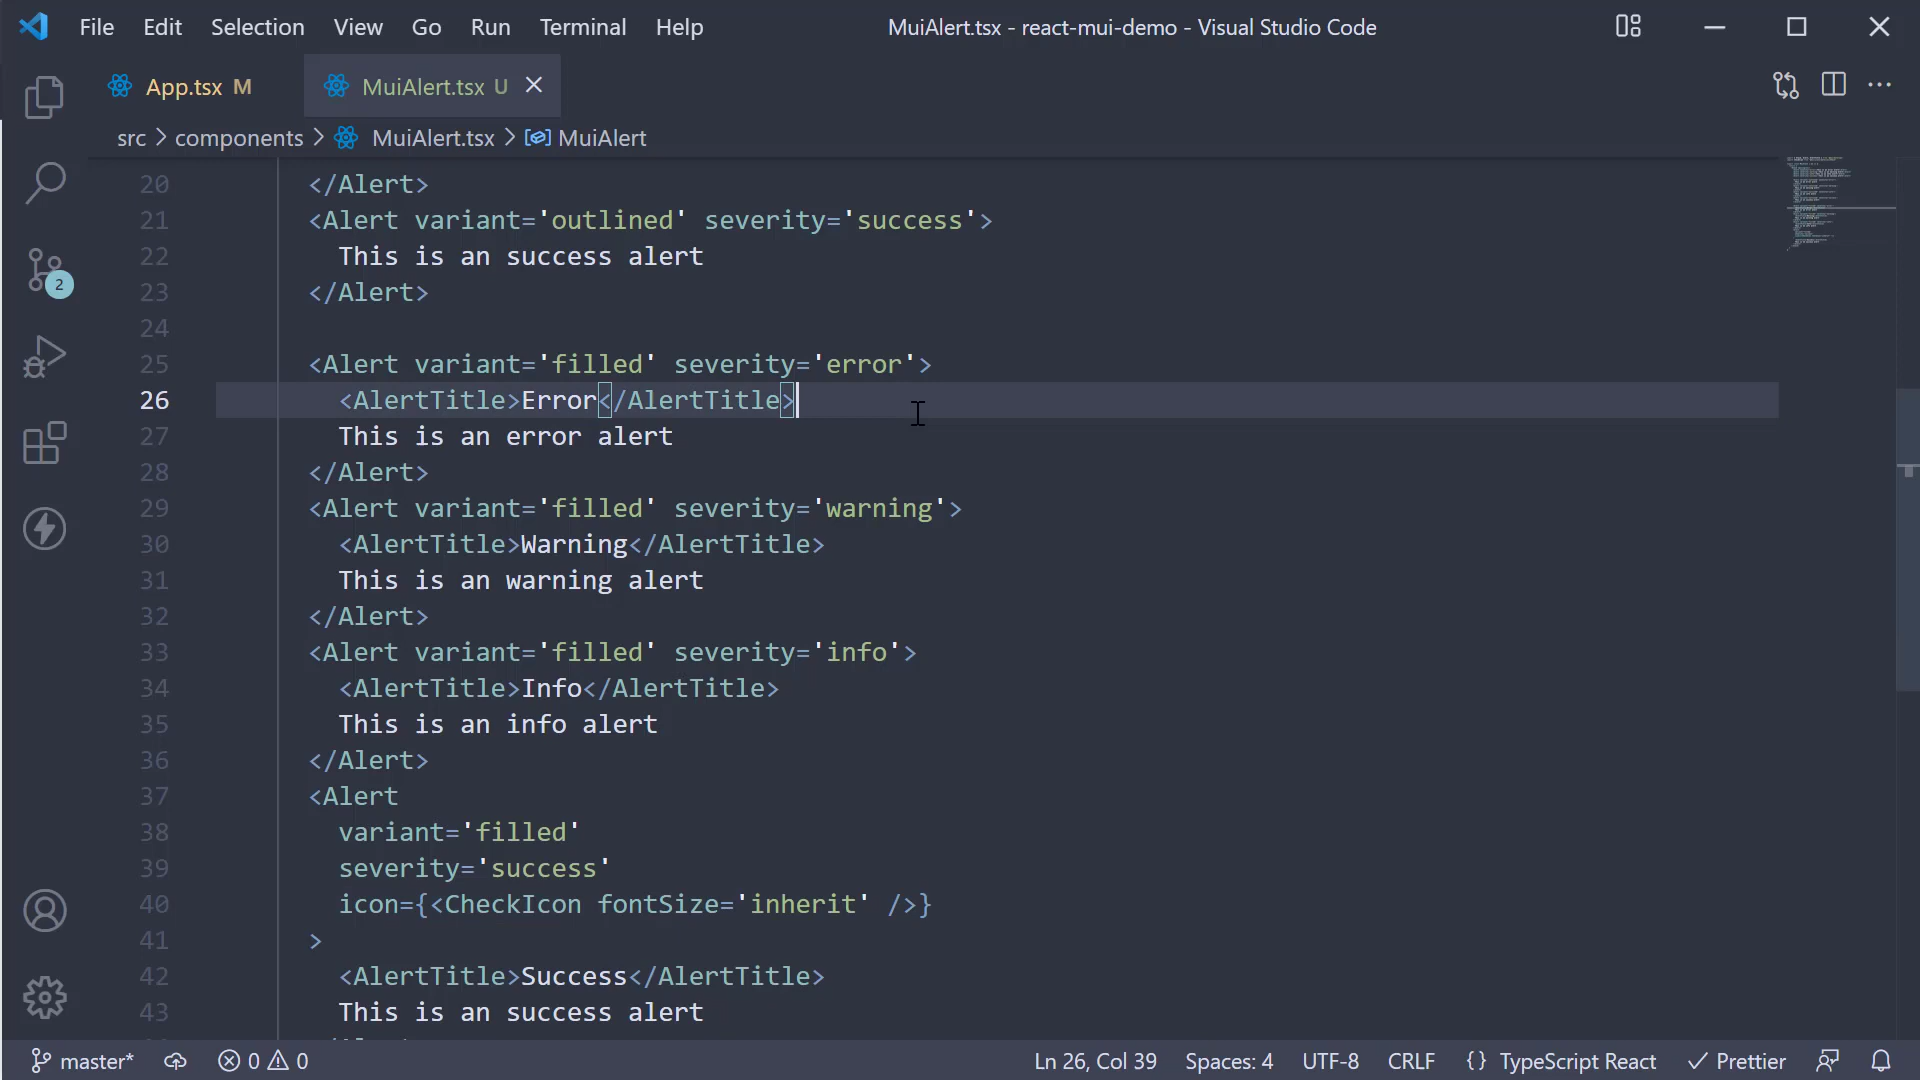 File Edit Selection View Go Run Terminal Help MuiAlert.tsx - react-mui-demo - Visual Studio Code
App.tsx M MuiAlert.tsx U
src > components > MuiAlert.tsx > MuiAlert
20 </Alert>
21 <Alert variant='outlined' severity='success'>
22 This is an success alert
23 </Alert>
24
25 <Alert variant='filled' severity='error'>
26 <AlertTitle>Error</AlertTitle>
27 This is an error alert
28 </Alert>
29 <Alert variant='filled' severity='warning'>
30 <AlertTitle>Warning</AlertTitle>
31 This is an warning alert
32 </Alert>
33 <Alert variant='filled' severity='info'>
34 <AlertTitle>Info</AlertTitle>
35 This is an info alert
36 </Alert>
37 <Alert
38 variant='filled'
39 severity='success'
40 icon={<CheckIcon fontSize='inherit' />}
41 >
42 <AlertTitle>Success</AlertTitle>
43 This is an success alert
2
master* 0 0 Ln 26, Col 39 Spaces: 4 UTF-8 CRLF {} TypeScript React Prettier